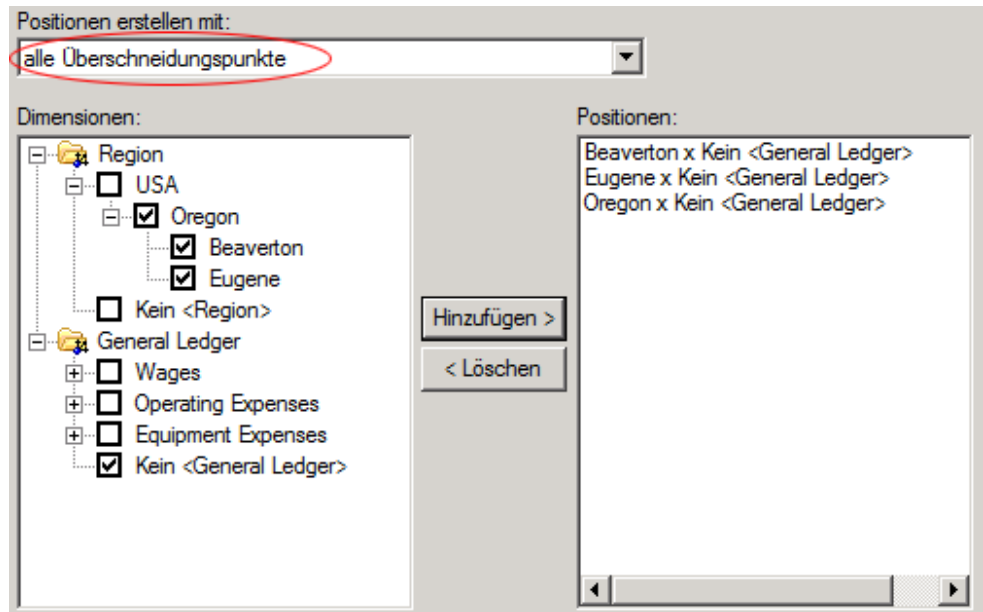 Positionen erstellen mit:
alle Überschneidungspunkte
Dimensionen:
Region
USA
Oregon
Beaverton
Eugene
Kein <Region>
General Ledger
Wages
Operating Expenses
Equipment Expenses
Kein <General Ledger>
Hinzufügen >
< Löschen
Positionen:
Beaverton x Kein <General Ledger>
Eugene x Kein <General Ledger>
Oregon x Kein <General Ledger>